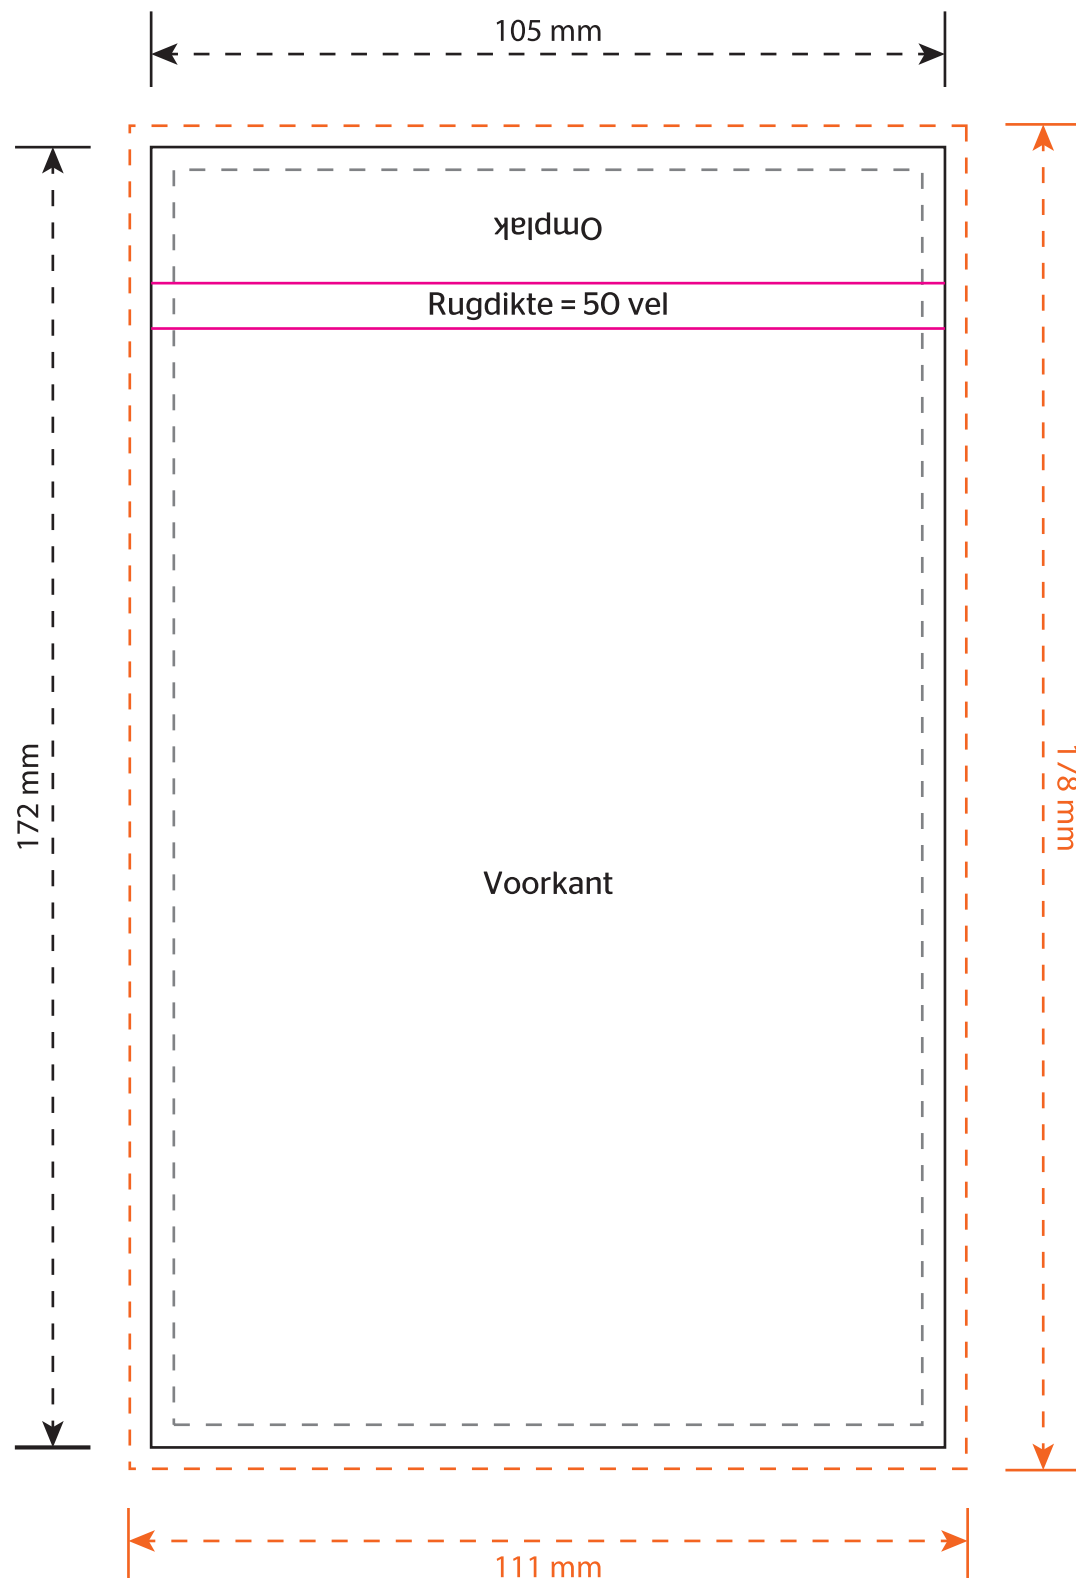 105 mm
Omplak
Rugdikte = 50 vel
172 mm
178 mm
Voorkant
111 mm